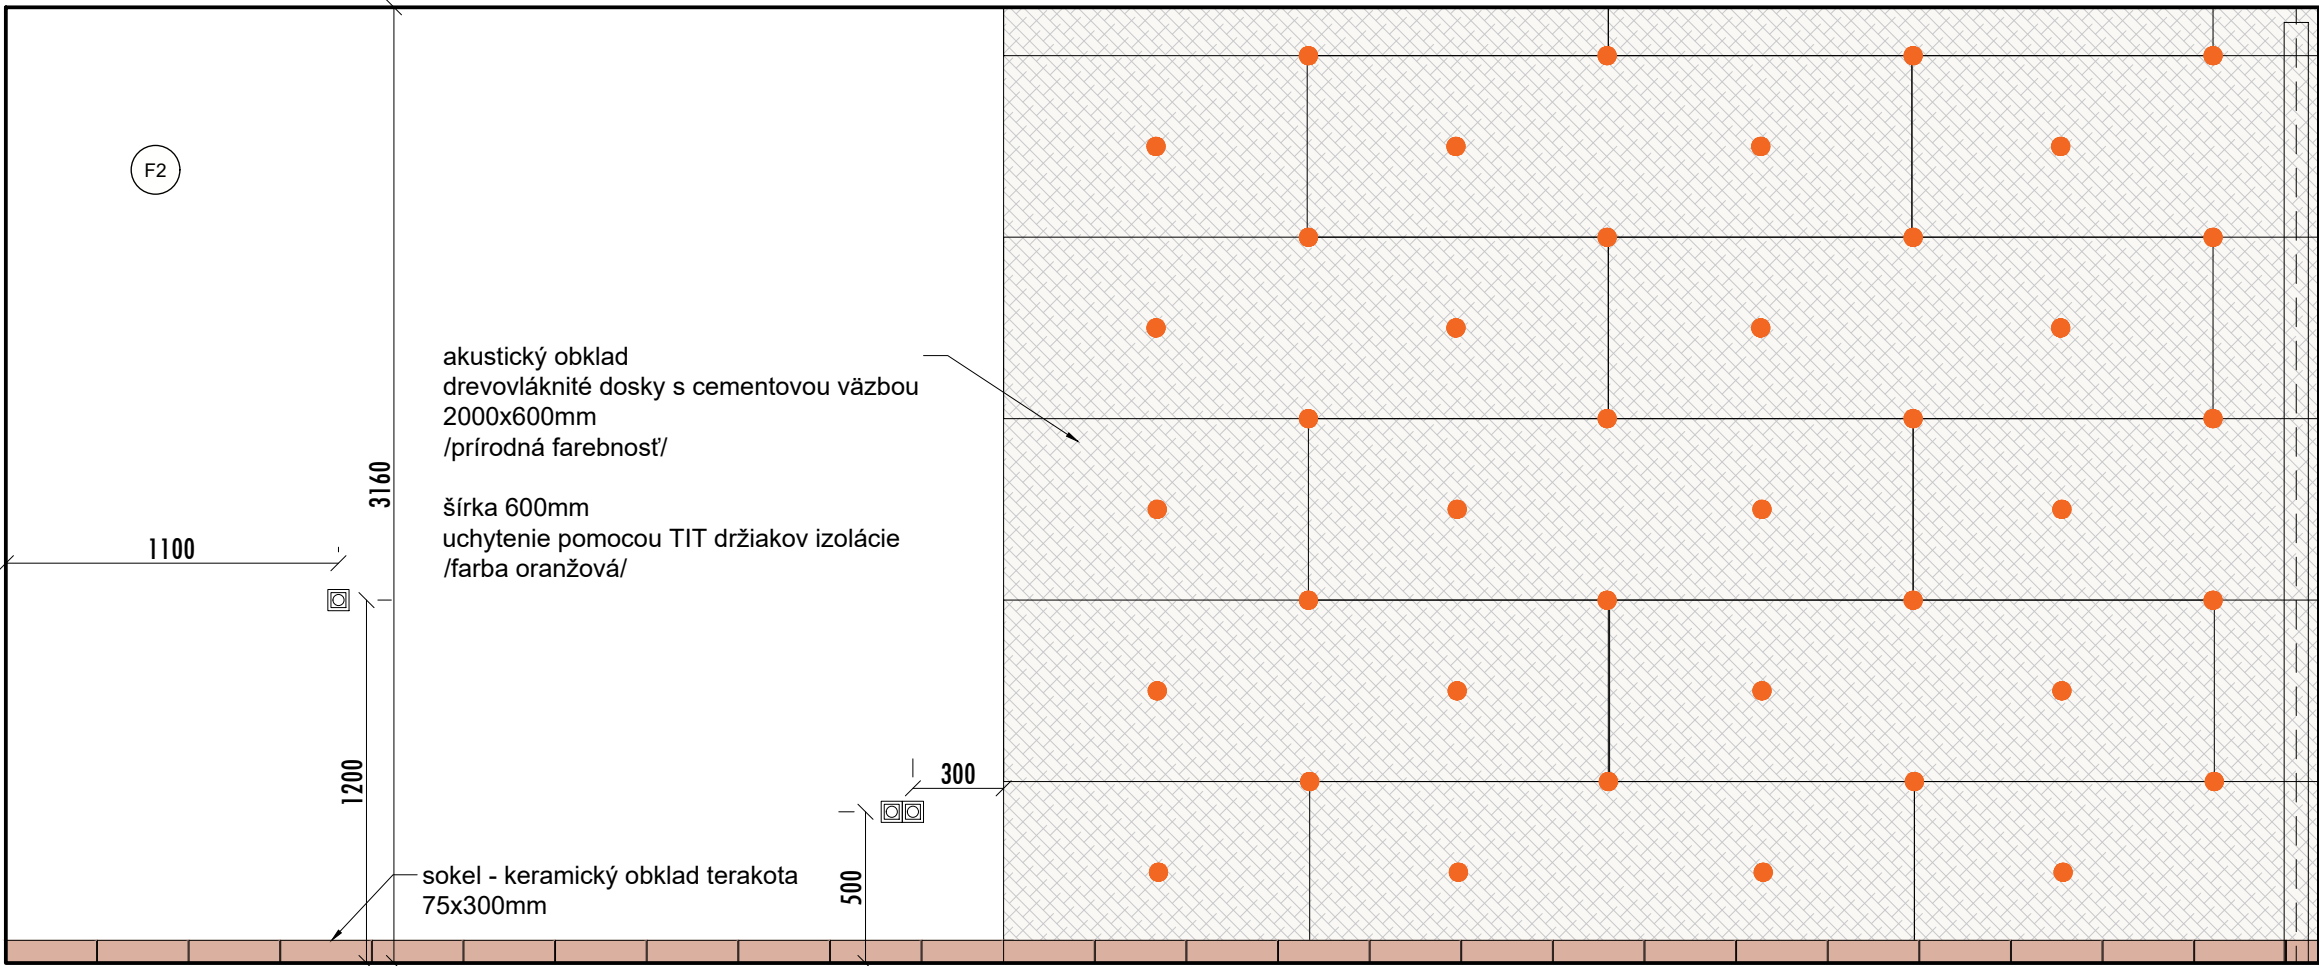 F2
akustický obklad
drevovláknité dosky s cementovou väzbou
2000x600mm
/prírodná farebnosť/
šírka 600mm
uchytenie pomocou TIT držiakov izolácie
/farba oranžová/
3160
1100
1200
300
500
sokel - keramický obklad terakota
75x300mm